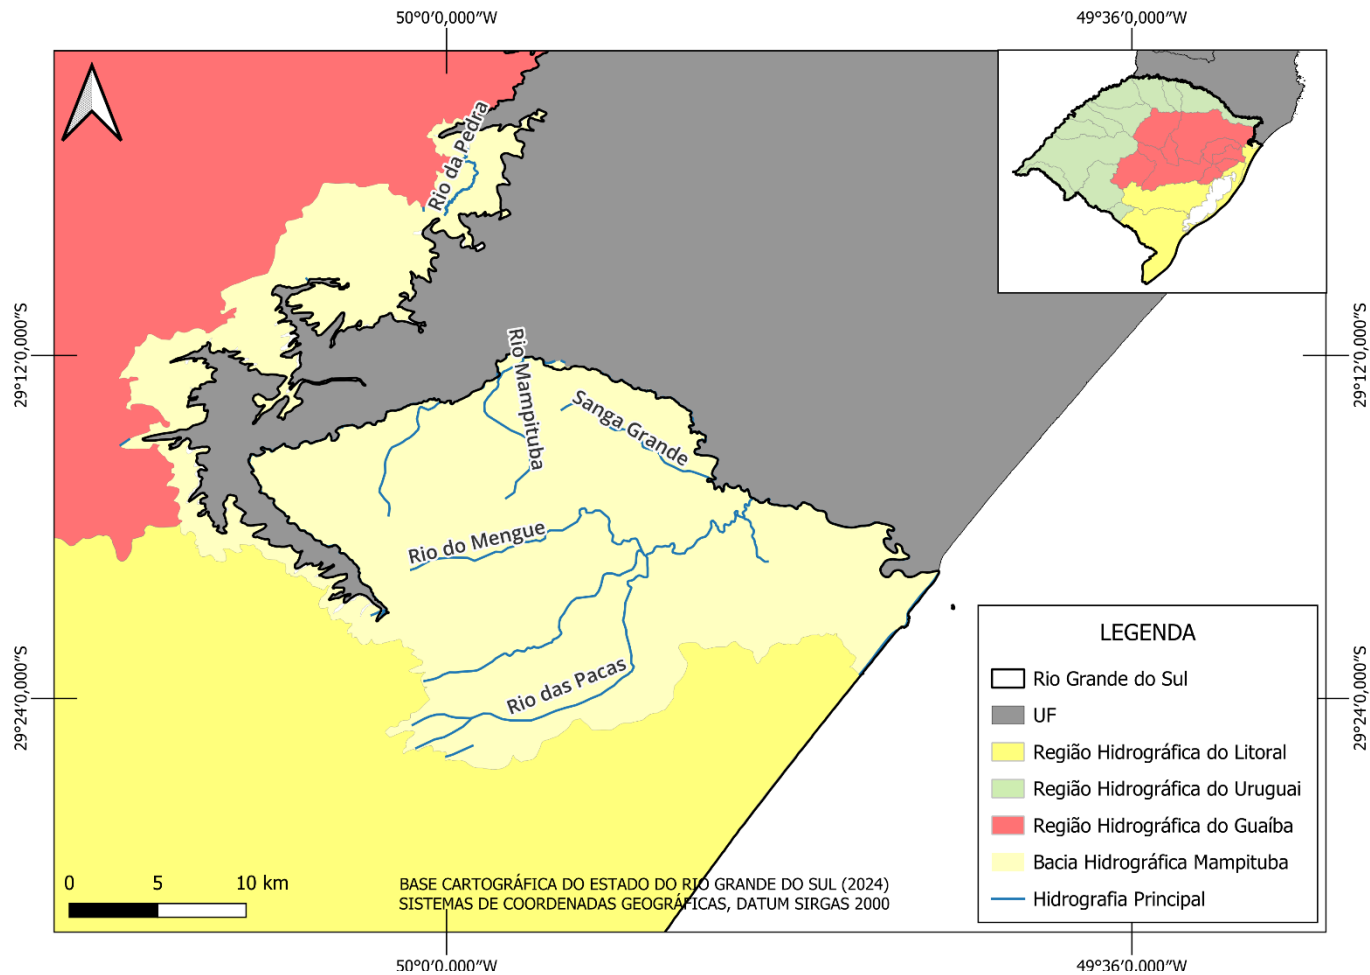 50°0'0,000"W
49°36'0,000"W
Rio da Pedra
29°12'0,000"S
29°12'0,000"S
Rio Mampituba
Sanga Grande
Rio do Mengue
Rio das Pacas
29°24'0,000"S
29°24'0,000"S
LEGENDA
Rio Grande do Sul
UF
Região Hidrográfica do Litoral
Região Hidrográfica do Uruguai
Região Hidrográfica do Guaíba
Bacia Hidrográfica Mampituba
Hidrografia Principal
0 5 10 km
BASE CARTOGRÁFICA DO ESTADO DO RIO GRANDE DO SUL (2024)
SISTEMAS DE COORDENADAS GEOGRÁFICAS, DATUM SIRGAS 2000
50°0'0,000"W
49°36'0,000"W